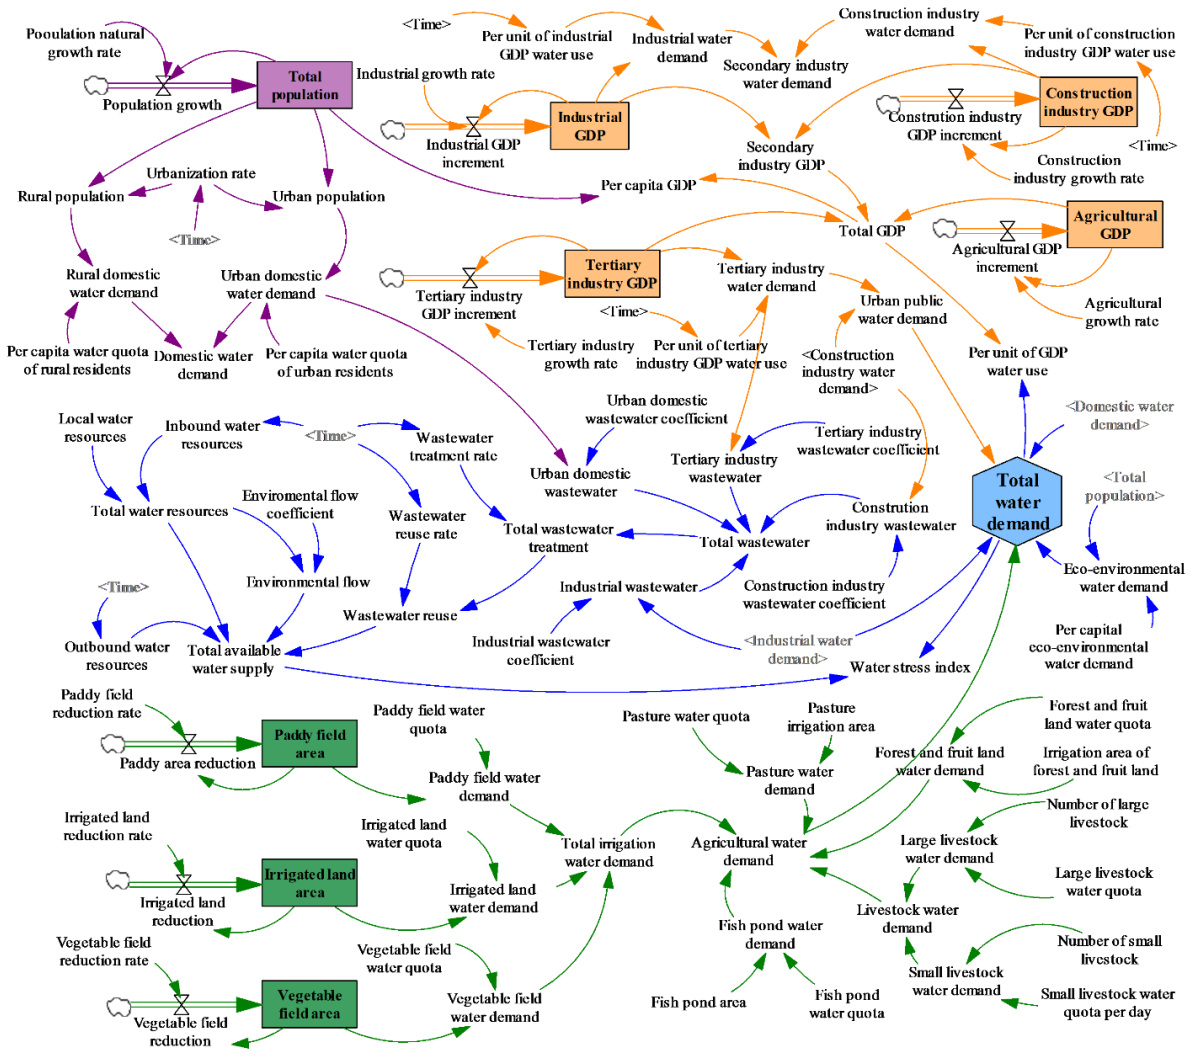 Pooulation natural
growth rate
Population growth
Total
population
<Time>
Per unit of industrial
GDP water use
Industrial water
demand
Secondary industry
water demand
Construction industry
water demand
Per unit of construction
industry GDP water use
Industrial growth rate
Industrial GDP
increment
Industrial
GDP
Constrution industry
GDP increment
Construction
industry GDP
<Time>
Construction
industry growth rate
Secondary
industry GDP
Per capita GDP
Total GDP
Agricultural
GDP
Agricultural GDP
increment
Agricultural
growth rate
Urbanization rate
Rural population
Urban population
<Time>
Rural domestic
water demand
Urban domestic
water demand
Per capita water quota
of rural residents
Domestic water
demand
Per capita water quota
of urban residents
Tertiary industry
GDP increment
Tertiary
industry GDP
<Time>
Tertiary industry
growth rate
Per unit of tertiary
industry GDP water use
Tertiary industry
water demand
Urban public
water demand
<Construction
industry water
demand>
Per unit of GDP
water use
<Domestic water
demand>
Local water
resources
Inbound water
resources
<Time>
Wastewater
treatment rate
Urban domestic
wastewater coefficient
Tertiary industry
wastewater coefficient
Urban domestic
wastewater
Tertiary industry
wastewater
Total
water
demand
<Total
population>
Total water resources
Enviromental flow
coefficient
Wastewater
reuse rate
Total wastewater
treatment
Total wastewater
Constrution
industry wastewater
Environmental flow
Industrial wastewater
Construction industry
wastewater coefficient
Eco-environmental
water demand
<Time>
Outbound water
resources
Total available
water supply
Wastewater reuse
Industrial wastewater
coefficient
<Industrial water
demand>
Water stress index
Per capital
eco-environmental
water demand
Paddy field
reduction rate
Paddy area reduction
Paddy field
area
Paddy field water
quota
Paddy field water
demand
Pasture water quota
Pasture
irrigation area
Pasture water
demand
Forest and fruit land
water demand
Forest and fruit
land water quota
Irrigation area of
forest and fruit land
Irrigated land
reduction rate
Irrigated land
reduction
Irrigated land
area
Irrigated land
water quota
Irrigated land
water demand
Total irrigation
water demand
Agricultural water
demand
Large livestock
water demand
Number of large
livestock
Large livestock
water quota
Livestock water
demand
Vegetable field
reduction rate
Vegetable field
reduction
Vegetable
field area
Vegetable field
water quota
Vegetable field
water demand
Fish pond water
demand
Fish pond area
Fish pond
water quota
Small livestock
water demand
Number of small
livestock
Small livestock water
quota per day